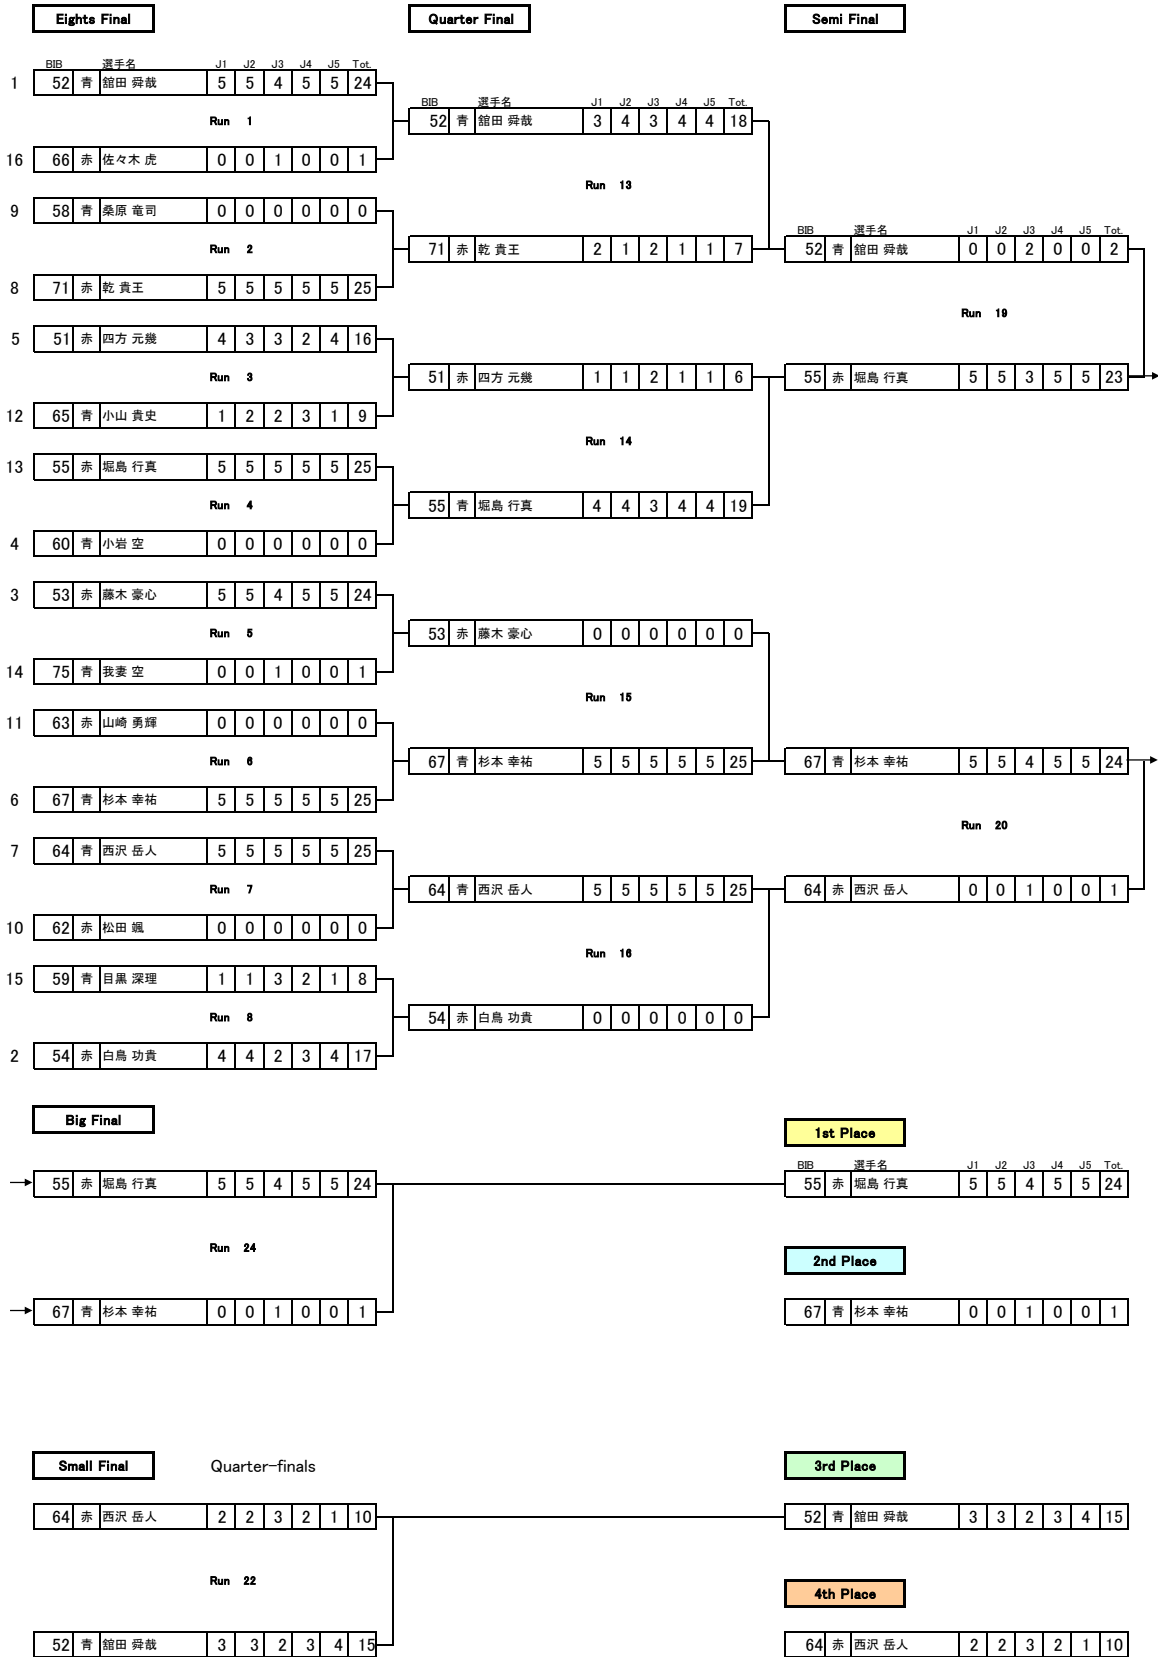 Eights Final Quarter Final Semi Final
BIB 選手名 J1 J2 J3 J4 J5 Tot.
1 52 青 舘田 舜哉 5 5 4 5 5 24
BIB 選手名 J1 J2 J3 J4 J5 Tot.
Run 1 52 青 舘田 舜哉 3 4 3 4 4 18
16 66 赤 佐々木 虎 0 0 1 0 0 1
Run 13
9 58 青 桑原 竜司 0 0 0 0 0 0
BIB 選手名 J1 J2 J3 J4 J5 Tot.
Run 2 71 赤 乾 貴王 2 1 2 1 1 7 52 青 舘田 舜哉 0 0 2 0 0 2
8 71 赤 乾 貴王 5 5 5 5 5 25
Run 19
5 51 赤 四方 元幾 4 3 3 2 4 16
Run 3 51 赤 四方 元幾 1 1 2 1 1 6 55 赤 堀島 行真 5 5 3 5 5 23
12 65 青 小山 貴史 1 2 2 3 1 9
Run 14
13 55 赤 堀島 行真 5 5 5 5 5 25
Run 4 55 青 堀島 行真 4 4 3 4 4 19
4 60 青 小岩 空 0 0 0 0 0 0
3 53 赤 藤木 豪心 5 5 4 5 5 24
Run 5 53 赤 藤木 豪心 0 0 0 0 0 0
14 75 青 我妻 空 0 0 1 0 0 1
Run 15
11 63 赤 山崎 勇輝 0 0 0 0 0 0
Run 6 67 青 杉本 幸祐 5 5 5 5 5 25 67 青 杉本 幸祐 5 5 4 5 5 24
6 67 青 杉本 幸祐 5 5 5 5 5 25
Run 20
7 64 青 西沢 岳人 5 5 5 5 5 25
Run 7 64 青 西沢 岳人 5 5 5 5 5 25 64 赤 西沢 岳人 0 0 1 0 0 1
10 62 赤 松田 颯 0 0 0 0 0 0
Run 16
15 59 青 目黒 深理 1 1 3 2 1 8
Run 8 54 赤 白鳥 功貴 0 0 0 0 0 0
2 54 赤 白鳥 功貴 4 4 2 3 4 17
Big Final
1st Place
BIB 選手名 J1 J2 J3 J4 J5 Tot.
55 赤 堀島 行真 5 5 4 5 5 24 55 赤 堀島 行真 5 5 4 5 5 24
Run 24
2nd Place
67 青 杉本 幸祐 0 0 1 0 0 1 67 青 杉本 幸祐 0 0 1 0 0 1
Small Final Quarter-finals 3rd Place
64 赤 西沢 岳人 2 2 3 2 1 10 52 青 舘田 舜哉 3 3 2 3 4 15
Run 22
4th Place
52 青 舘田 舜哉 3 3 2 3 4 15 64 赤 西沢 岳人 2 2 3 2 1 10